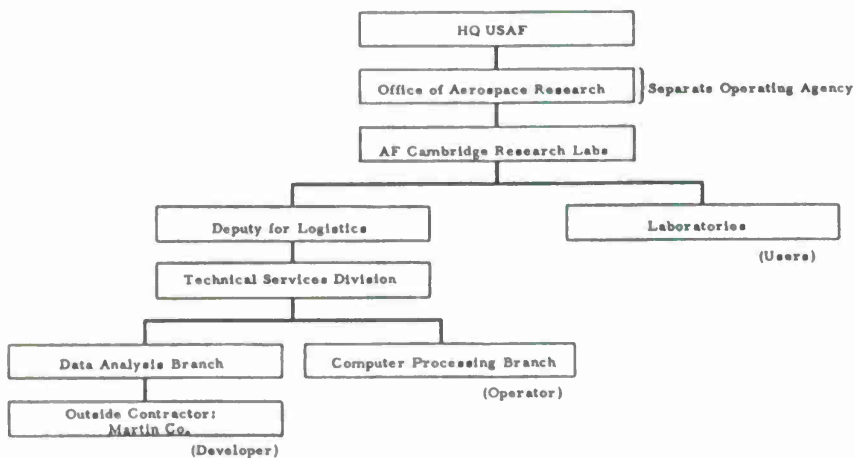 HQ USAF
Office of Aerospace Research
Separate Operating Agency
AF Cambridge Research Labs
Deputy for Logistics
Laboratories
(Users)
Technical Services Division
Data Analysis Branch
Computer Processing Branch
(Operator)
Outside Contractor:
Martin Co.
(Developer)